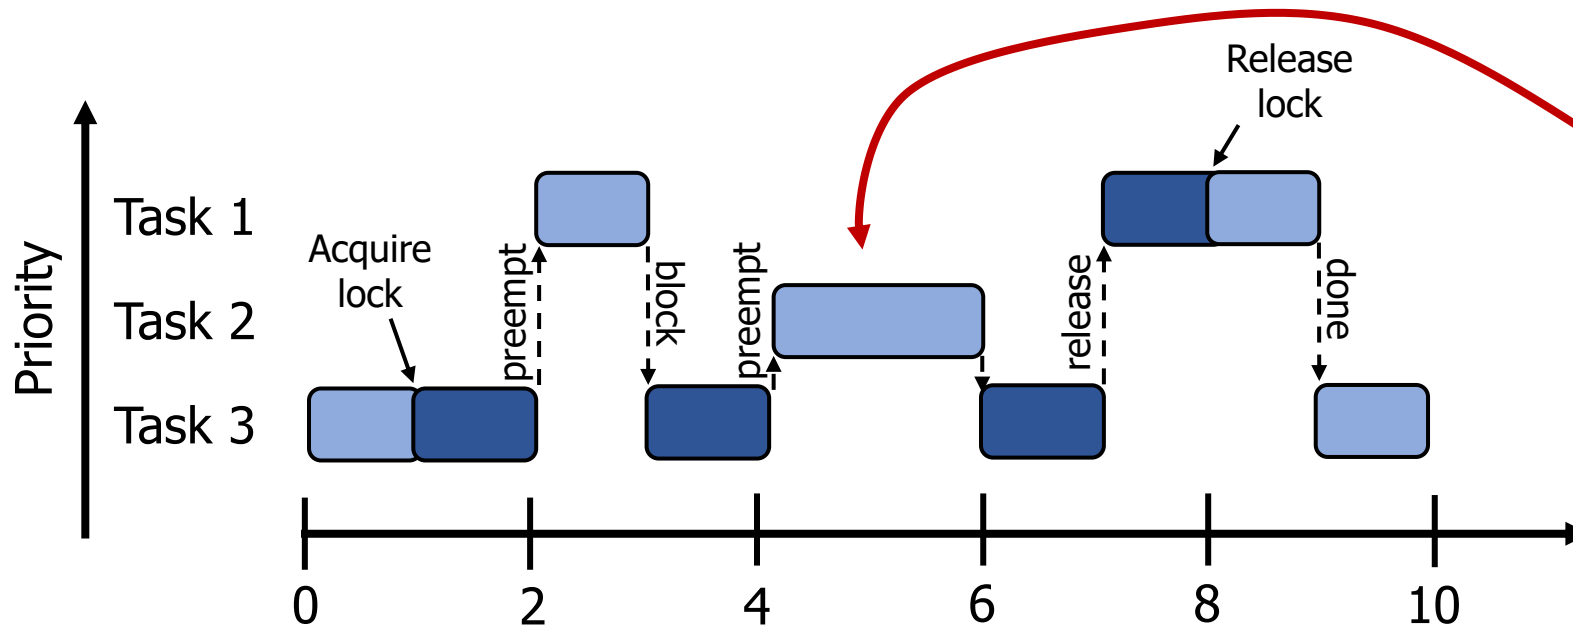 Release
lock
Priority
Task 1
Acquire
lock
preempt
block
preempt
release
done
Task 2
Task 3
0
2
4
6
8
10